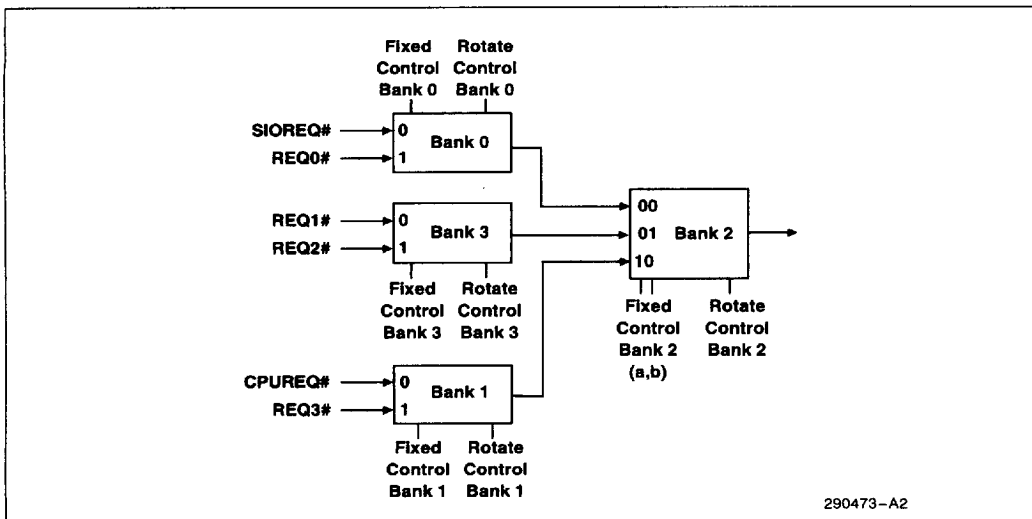 Fixed Control Bank 0
Rotate Control Bank 0
SIOREQ#
0
Bank 0
REQ0#
1
REQ1#
0
Bank 3
REQ2#
1
Fixed Control Bank 3
Rotate Control Bank 3
00
01
Bank 2
10
Fixed Control Bank 2 (a,b)
Rotate Control Bank 2
CPUREQ#
0
Bank 1
REQ3#
1
Fixed Control Bank 1
Rotate Control Bank 1
290473-A2